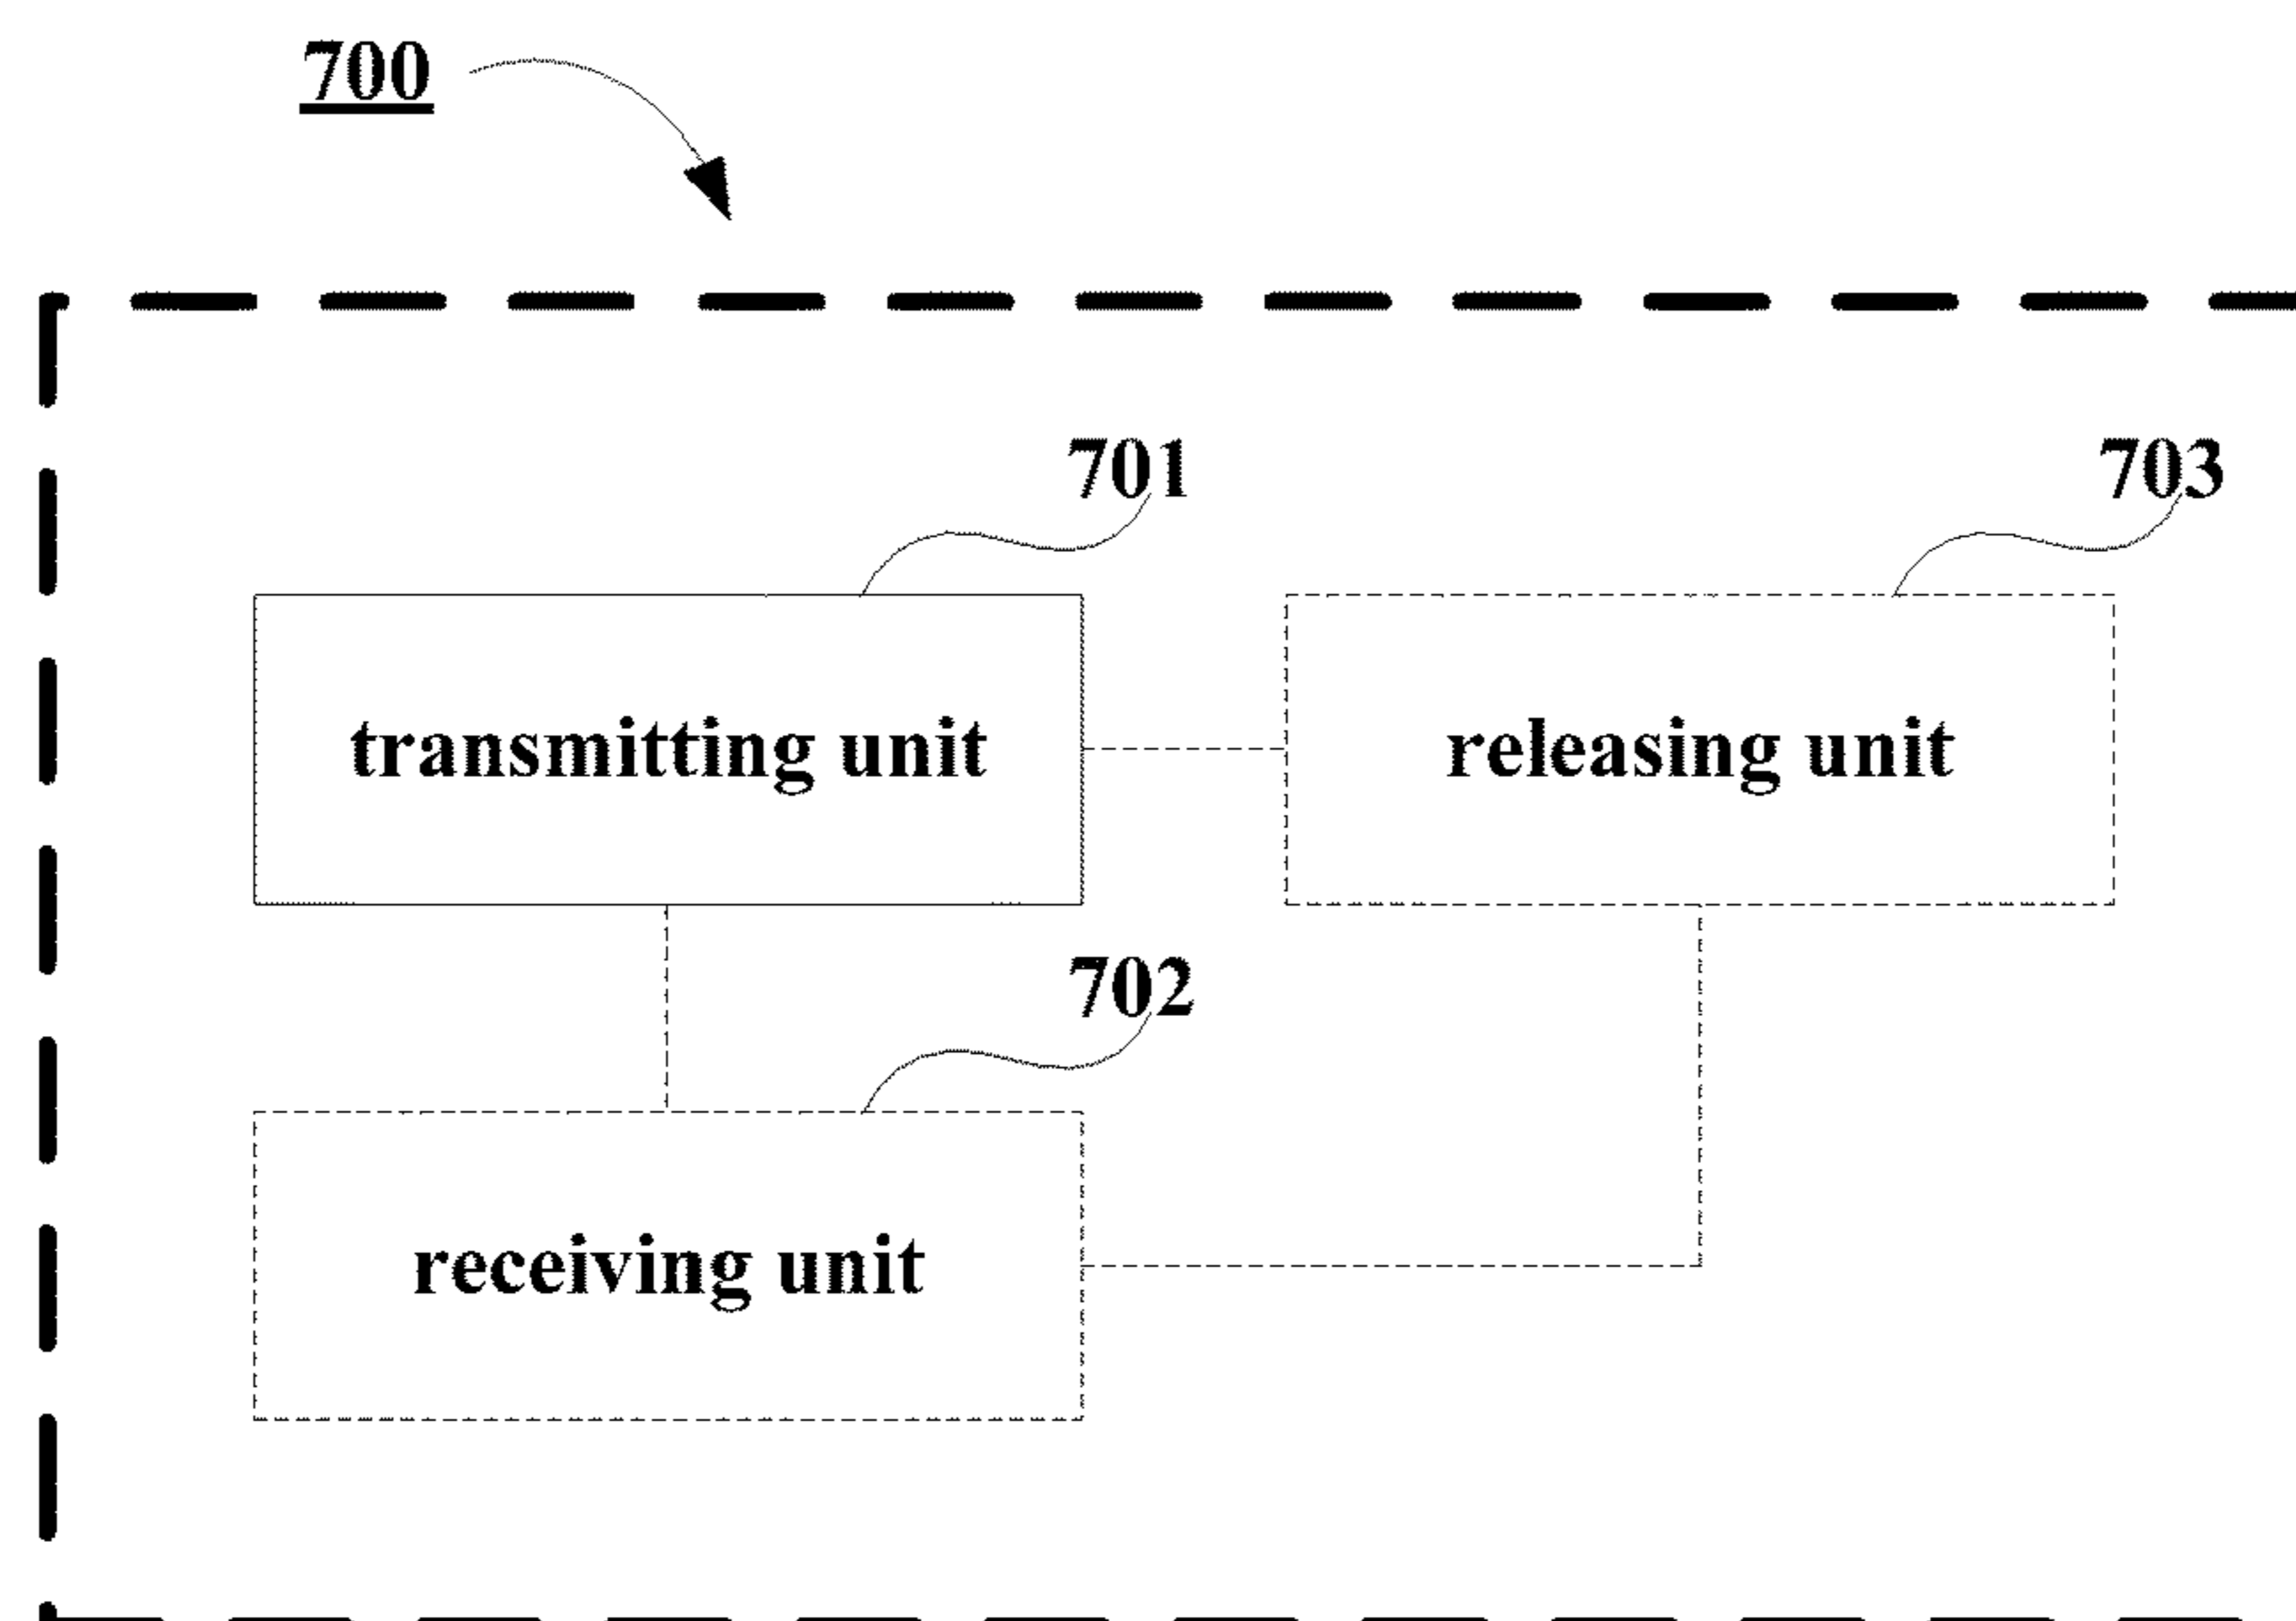 700
701
703
transmitting unit
releasing unit
702
receiving unit